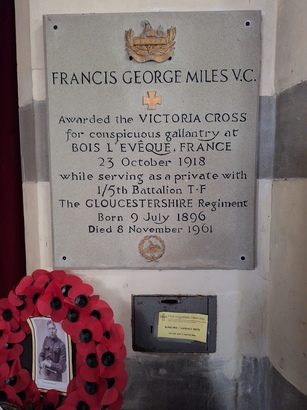 FRANCIS GEORGE MILES V.C.
Awarded the VICTORIA CROSS
for conspicuous gallantry at
BOIS L'EVÊQUE, FRANCE
23 October 1918
while serving as a private with
1/5th Battalion T·F
The GLOUCESTERSHIRE Regiment
Born 9 July 1896
Died 8 November 1961